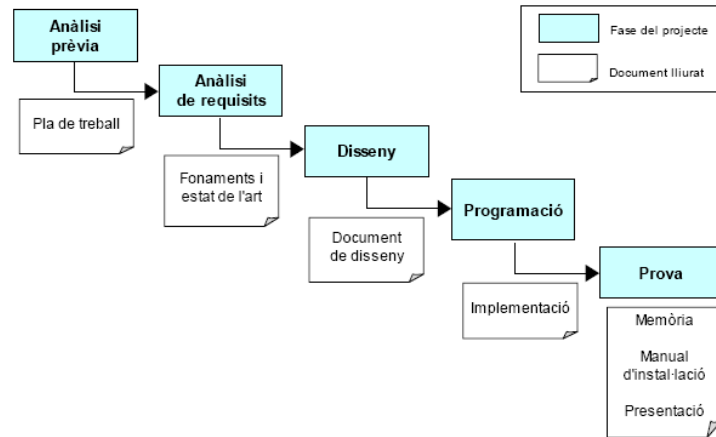 Anàlisi
prèvia
Fase del projecte
Document lliurat
Pla de treball
Anàlisi
de requisits
Fonaments i
estat de l'art
Disseny
Document
de disseny
Programació
Implementació
Prova
Memòria
Manual
d'instal·lació
Presentació